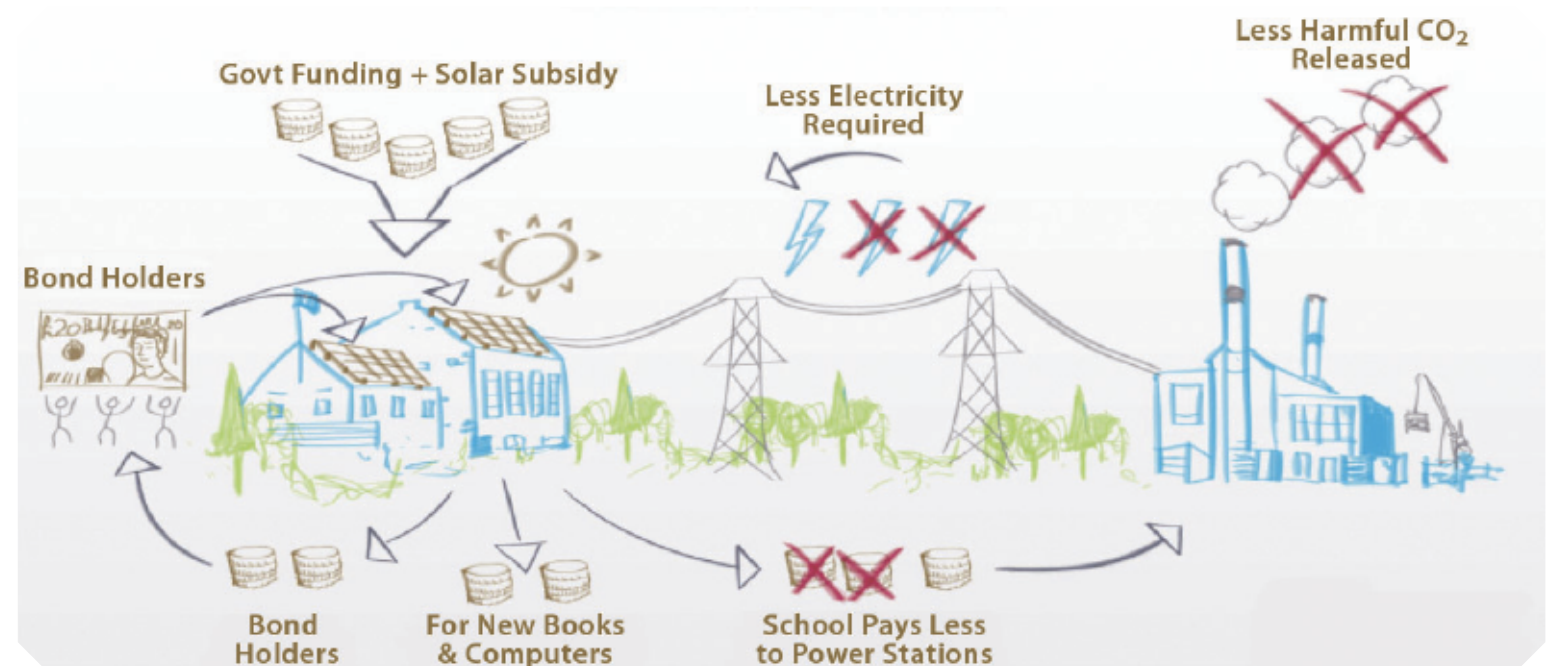 Less Harmful CO₂
Released
Govt Funding + Solar Subsidy
Less Electricity
Required
Bond Holders
£20
Bond
Holders
For New Books
& Computers
School Pays Less
to Power Stations